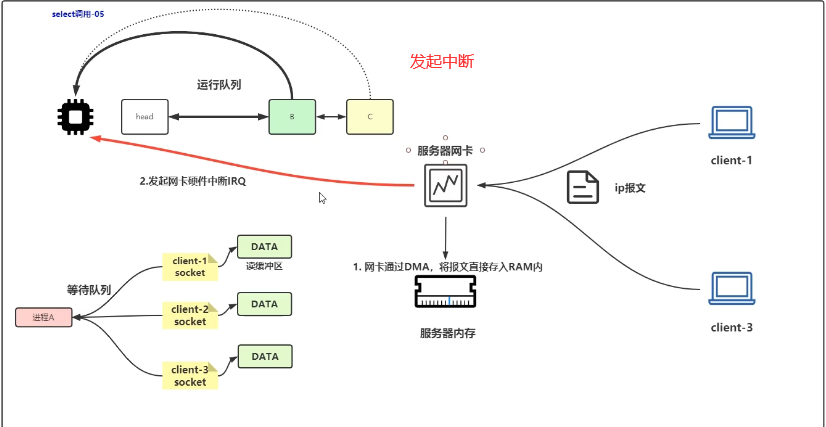 select调用-05
发起中断
运行队列
head
B
C
服务器网卡
client-1
2.发起网卡硬件中断IRQ
ip报文
client-1
socket
DATA
读缓冲区
1. 网卡通过DMA，将报文直接存入RAM内
等待队列
client-2
socket
DATA
进程A
服务器内存
client-3
client-3
socket
DATA